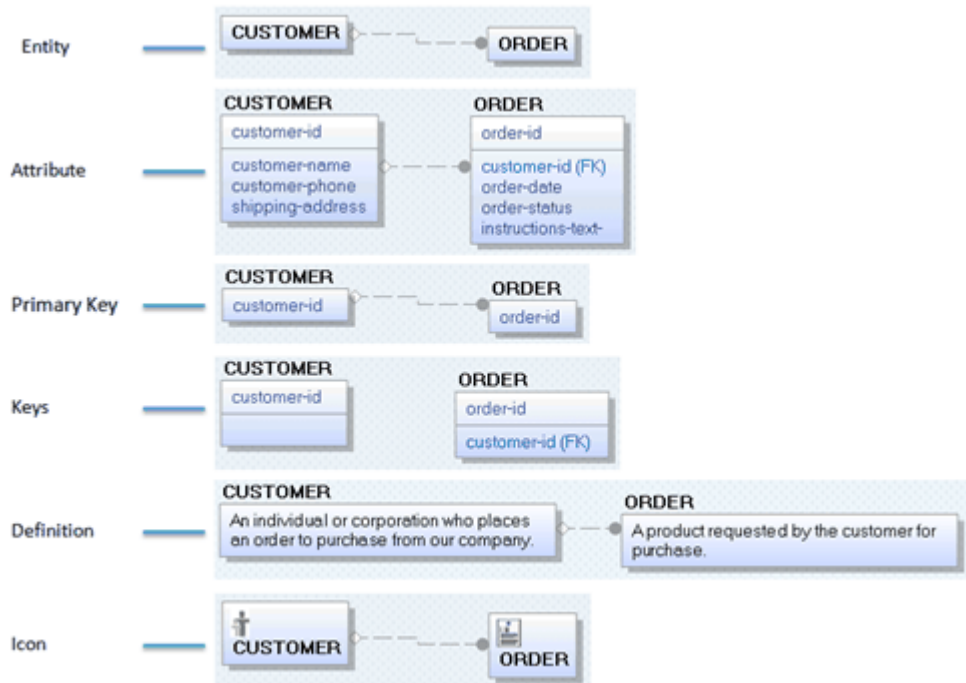 Entity
CUSTOMER
ORDER
Attribute
CUSTOMER
customer-id
customer-name
customer-phone
shipping-address
ORDER
order-id
customer-id (FK)
order-date
order-status
instructions-text-
Primary Key
CUSTOMER
customer-id
ORDER
order-id
Keys
CUSTOMER
customer-id
ORDER
order-id
customer-id (FK)
Definition
CUSTOMER
An individual or corporation who places
an order to purchase from our company.
ORDER
A product requested by the customer for
purchase.
Icon
CUSTOMER
ORDER